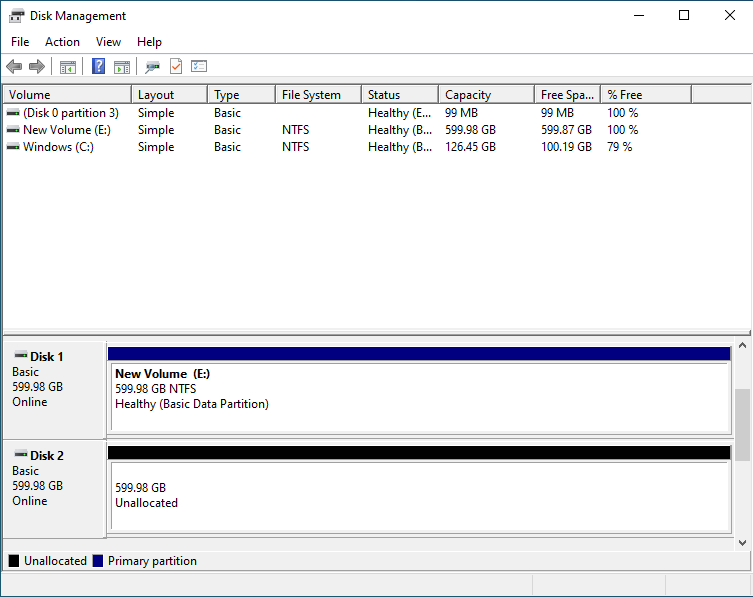 Disk Management
File Action View Help
Volume Layout Type File System Status Capacity Free Spa... % Free
(Disk 0 partition 3) Simple Basic Healthy (E... 99 MB 99 MB 100 %
New Volume (E:) Simple Basic NTFS Healthy (B... 599.98 GB 599.87 GB 100 %
Windows (C:) Simple Basic NTFS Healthy (B... 126.45 GB 100.19 GB 79 %
Disk 1
Basic
599.98 GB
Online
New Volume (E:)
599.98 GB NTFS
Healthy (Basic Data Partition)
Disk 2
Basic
599.98 GB
Online
599.98 GB
Unallocated
Unallocated Primary partition